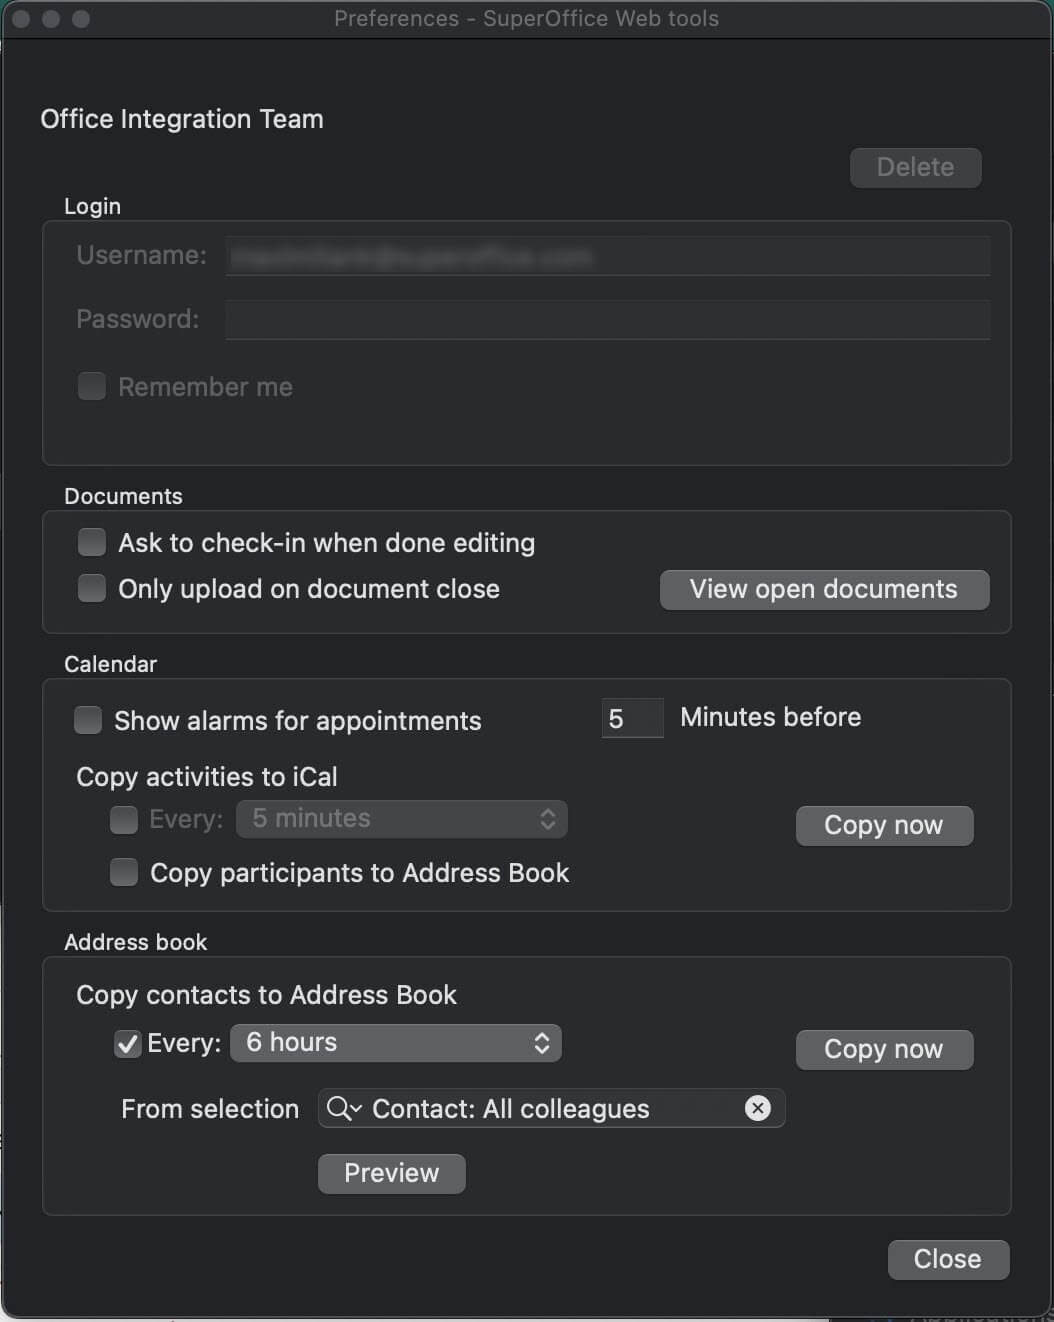 Preferences - SuperOffice Web tools
Office Integration Team
Delete
Login
Username:
Password:
Remember me
Documents
Ask to check-in when done editing
Only upload on document close
View open documents
Calendar
Show alarms for appointments
5
Minutes before
Copy activities to iCal
Every:
5 minutes
Copy now
Copy participants to Address Book
Address book
Copy contacts to Address Book
Every:
6 hours
Copy now
From selection
Contact: All colleagues
Preview
Close